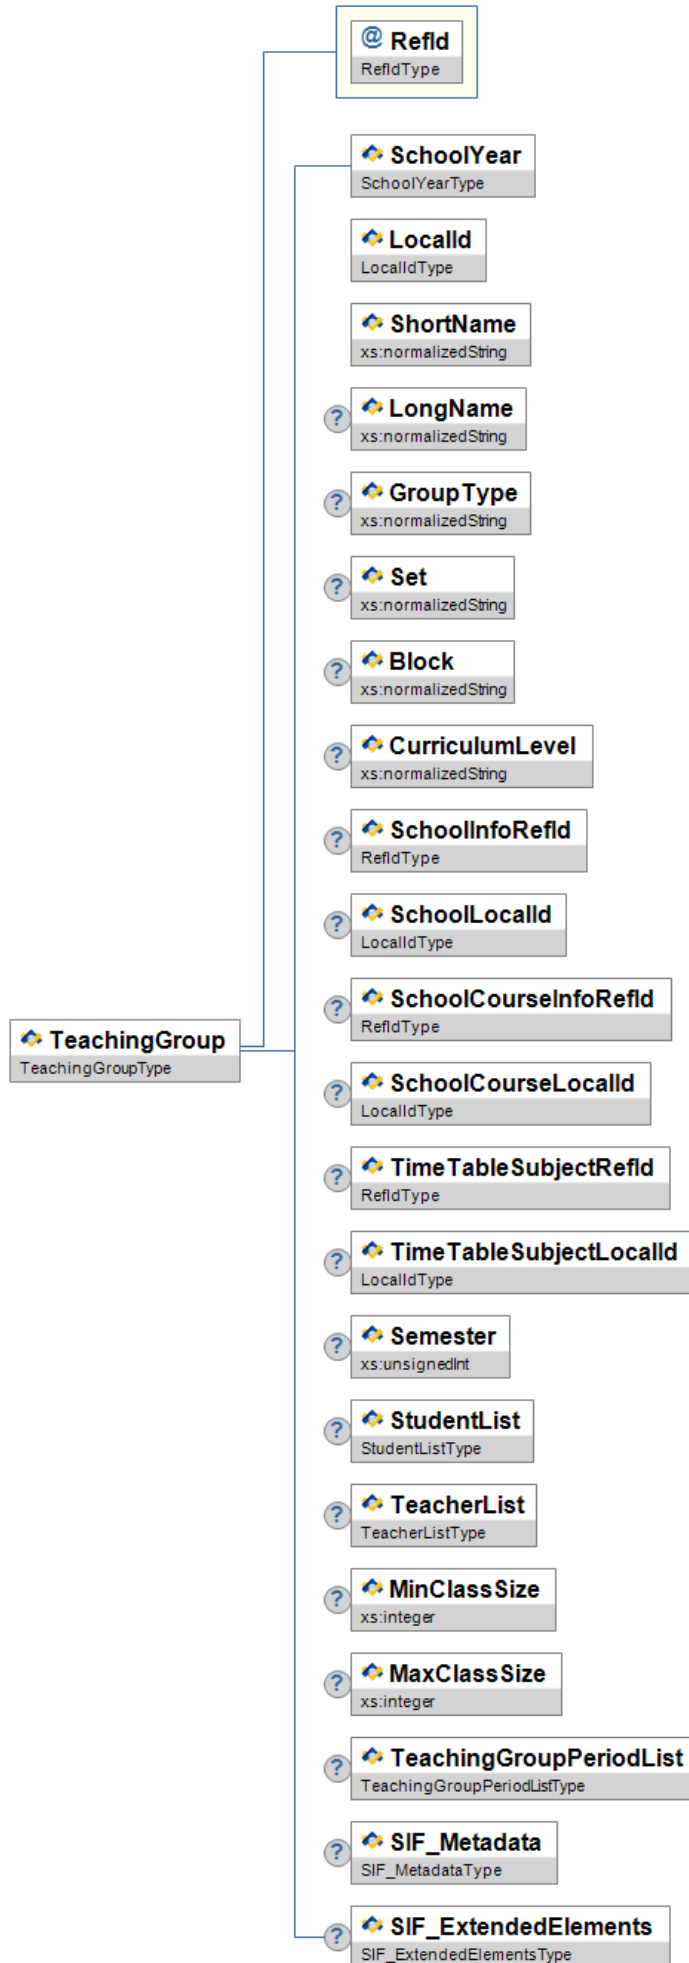 @ RefId
RefIdType
SchoolYear
SchoolYearType
LocalId
LocalIdType
ShortName
xs:normalizedString
? LongName
xs:normalizedString
? GroupType
xs:normalizedString
? Set
xs:normalizedString
? Block
xs:normalizedString
? CurriculumLevel
xs:normalizedString
? SchoolInfoRefId
RefIdType
? SchoolLocalId
LocalIdType
? SchoolCourseInfoRefId
RefIdType
TeachingGroup
TeachingGroupType
? SchoolCourseLocalId
LocalIdType
? TimeTableSubjectRefId
RefIdType
? TimeTableSubjectLocalId
LocalIdType
? Semester
xs:unsignedInt
? StudentList
StudentListType
? TeacherList
TeacherListType
? MinClassSize
xs:integer
? MaxClassSize
xs:integer
? TeachingGroupPeriodList
TeachingGroupPeriodListType
? SIF_Metadata
SIF_MetadataType
? SIF_ExtendedElements
SIF_ExtendedElementsType